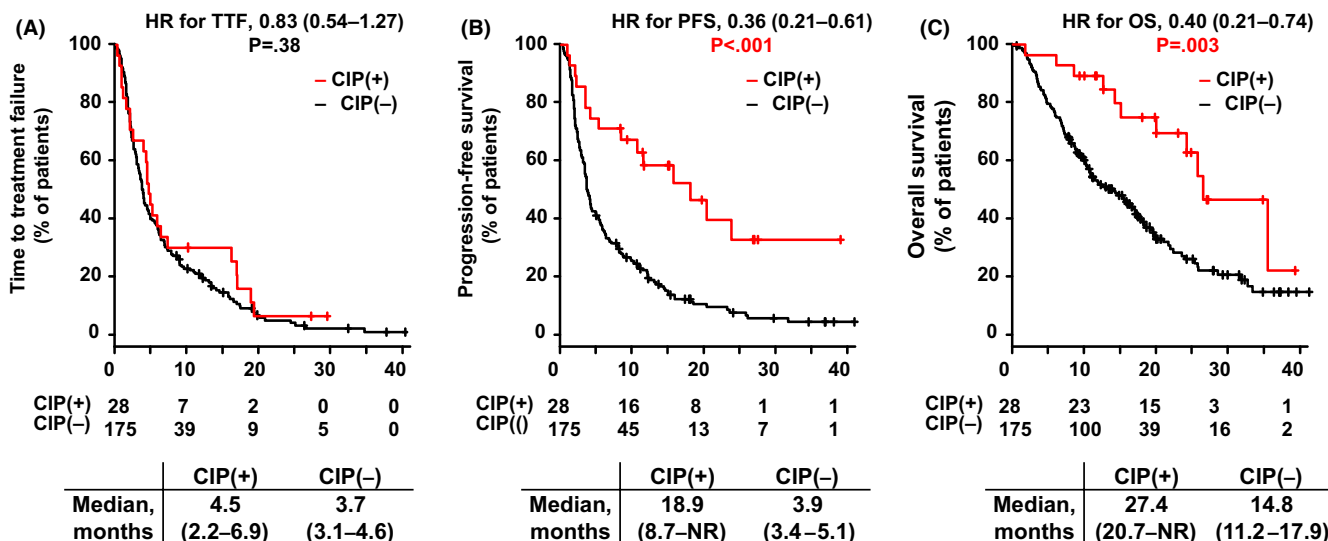 (A)
HR for TTF, 0.83 (0.54–1.27)
P=.38
CIP(+)
CIP(–)
Time to treatment failure
(% of patients)
100
80
60
40
20
0
0 10 20 30 40
CIP(+) 28 7 2 0 0
CIP(–) 175 39 9 5 0
CIP(+) CIP(–)
Median, 4.5 3.7
months (2.2–6.9) (3.1–4.6)
(B)
HR for PFS, 0.36 (0.21–0.61)
P<.001
CIP(+)
CIP(–)
Progression-free survival
(% of patients)
100
80
60
40
20
0
0 10 20 30 40
CIP(+) 28 16 8 1 1
CIP(() 175 45 13 7 1
CIP(+) CIP(–)
Median, 18.9 3.9
months (8.7–NR) (3.4–5.1)
(C)
HR for OS, 0.40 (0.21–0.74)
P=.003
CIP(+)
CIP(–)
Overall survival
(% of patients)
100
80
60
40
20
0
0 10 20 30 40
CIP(+) 28 23 15 3 1
CIP(–) 175 100 39 16 2
CIP(+) CIP(–)
Median, 27.4 14.8
months (20.7–NR) (11.2–17.9)